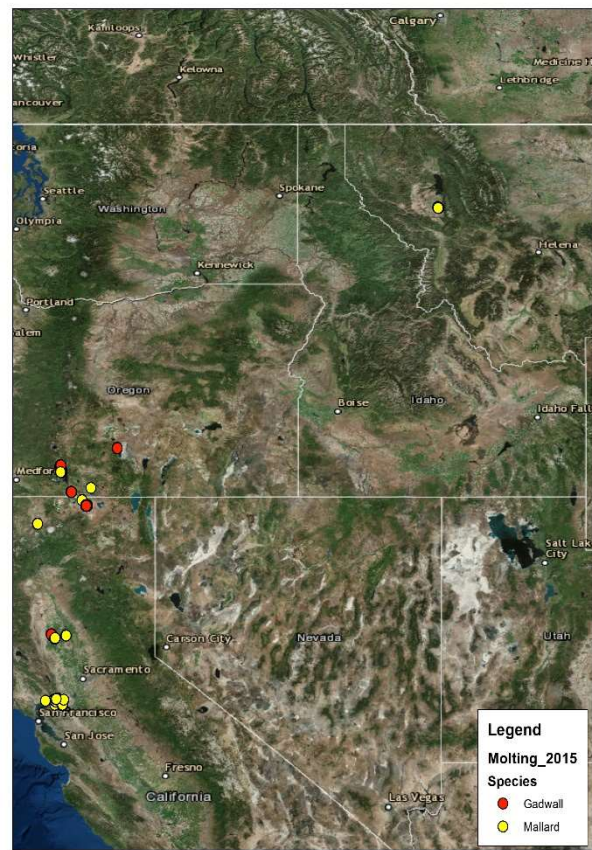 Calgary
Kamloops
Whistler
Kelowna
Medicine H
Lethbridge
ancouver
oria
Seattle
Spokane
Washington
Olympia
Helena
Kennewick
Portland
alem
Oregon
Boise
Idaho
Idaho Fall
Medfor
Salt Lak
City
Carson City
Nevada
Utah
Sacramento
San Francisco
San Jose
Fresno
California
Las Vegas
Legend
Molting_2015
Species
Gadwall
Mallard